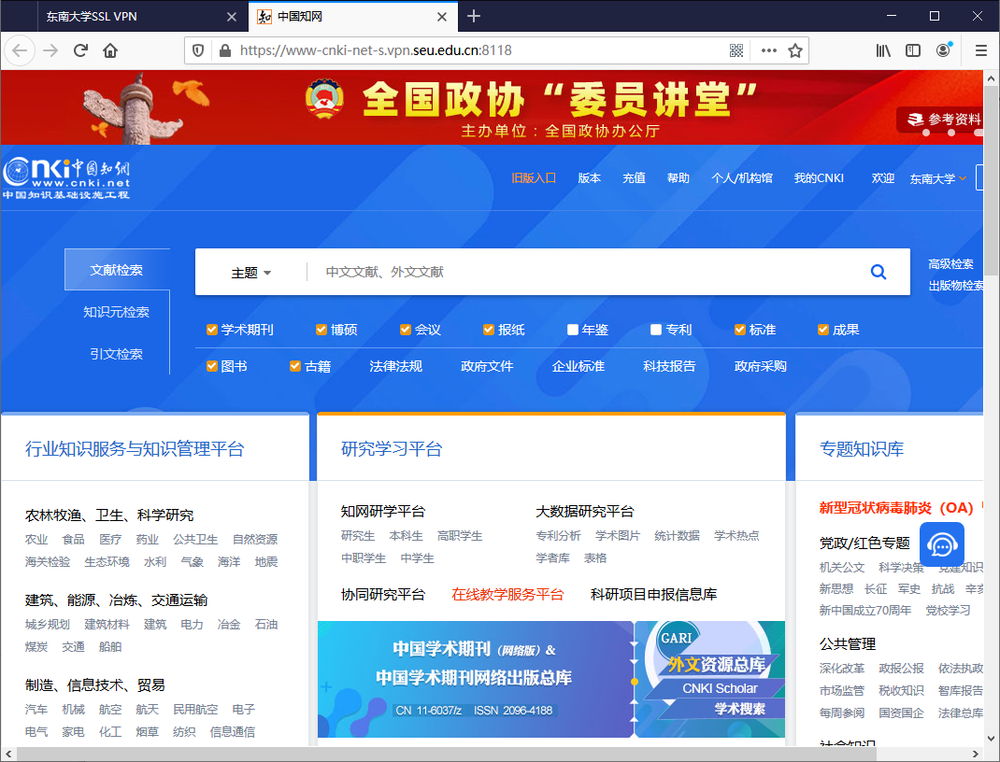 东南大学SSL VPN
中国知网
https://www-cnki-net-s.vpn.seu.edu.cn:8118
全国政协“委员讲堂”
主办单位：全国政协办公厅
参考资料
cnki中国知网
www.cnki.net
中国知识基础设施工程
旧版入口 版本 充值 帮助 个人/机构馆 我的CNKI 欢迎 东南大学
文献检索
知识元检索
引文检索
主题 中文文献、外文文献
高级检索
出版物检索
学术期刊 博硕 会议 报纸 年鉴 专利 标准 成果
图书 古籍 法律法规 政府文件 企业标准 科技报告 政府采购
行业知识服务与知识管理平台
农林牧渔、卫生、科学研究
农业 食品 医疗 药业 公共卫生 自然资源
海关检验 生态环境 水利 气象 海洋 地震
建筑、能源、冶炼、交通运输
城乡规划 建筑材料 建筑 电力 冶金 石油
煤炭 交通 船舶
制造、信息技术、贸易
汽车 机械 航空 航天 民用航空 电子
电气 家电 化工 烟草 纺织 信息通信
研究学习平台
知网研学平台
研究生 本科生 高职学生
中职学生 中学生
大数据研究平台
专利分析 学术图片 统计数据 学术热点
学者库 表格
协同研究平台 在线教学服务平台 科研项目申报信息库
中国学术期刊（网络版）&
中国学术期刊网络出版总库
CN 11-6037/z ISSN 2096-4188
GARI
外文资源总库
CNKI Scholar
学术搜索
专题知识库
新型冠状病毒肺炎（OA）
党政/红色专题
机关公文 科学决策 党建知识
新思想 长征 军史 抗战 辛亥
新中国成立70周年 党校学习
公共管理
深化改革 政报公报 依法执政
市场监管 税收知识 智库报告
每周参阅 国资国企 法律总库
社会知识